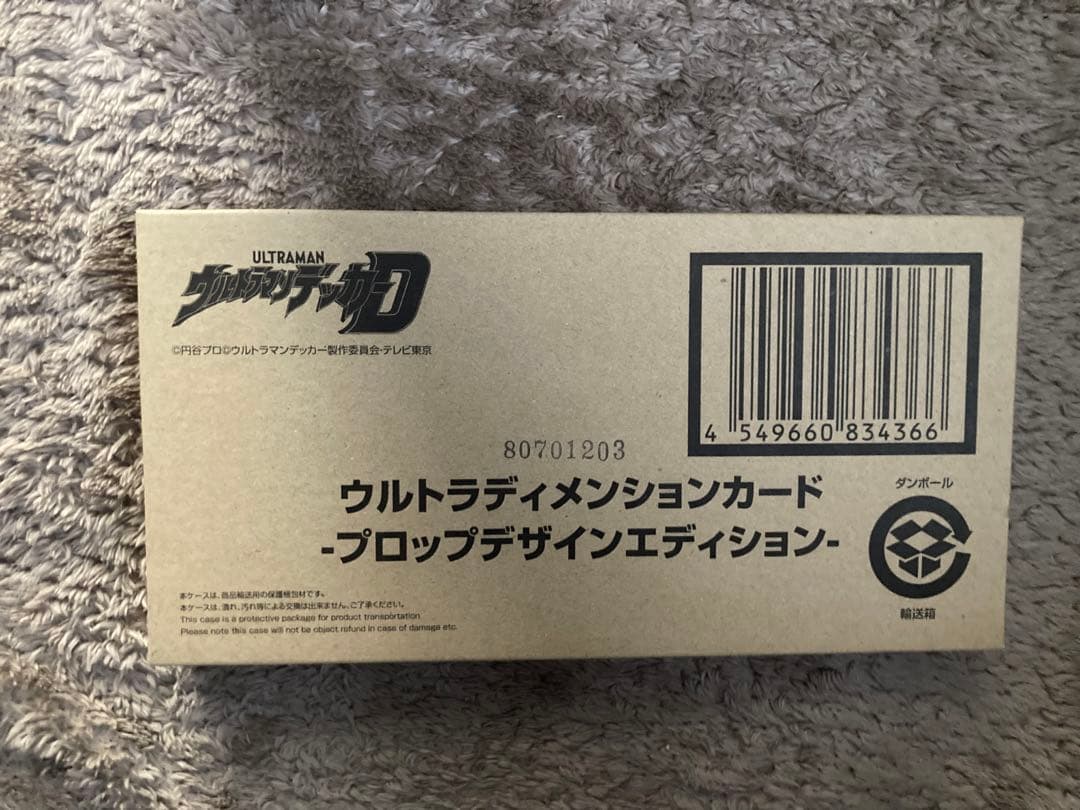 ULTRAMAN
ウルトラマンデッカーD
©円谷プロ©ウルトラマンデッカー製作委員会・テレビ東京
4 549660 834366
80701203
ウルトラディメンションカード
-プロップデザインエディション-
ダンボール
輸送箱
本ケースは、商品輸送用の保護梱包材です。
本ケースは、潰れ、汚れ等による交換は出来ません。ご了承ください。
This case is a protective package for product transportation
Please note this case will not be object refund in case of damage etc.